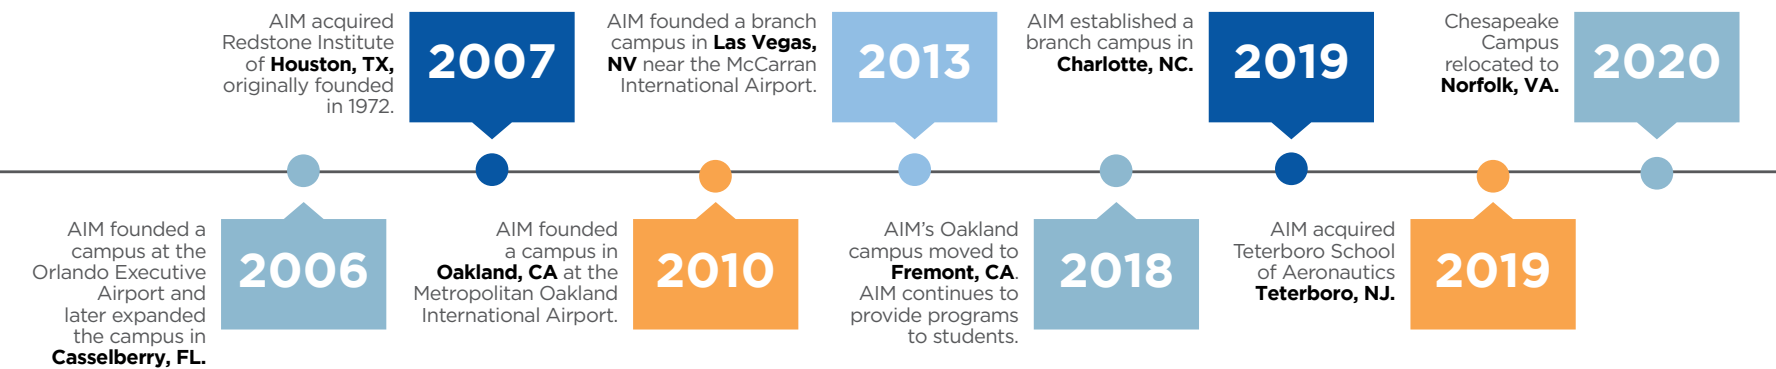 AIM acquired
Redstone Institute
of Houston, TX,
originally founded
in 1972.
2007
AIM founded a branch
campus in Las Vegas,
NV near the McCarran
International Airport.
2013
AIM established a
branch campus in
Charlotte, NC.
2019
Chesapeake
Campus
relocated to
Norfolk, VA.
2020
AIM founded a
campus at the
Orlando Executive
Airport and
later expanded
the campus in
Casselberry, FL.
2006
AIM founded
a campus in
Oakland, CA at the
Metropolitan Oakland
International Airport.
2010
AIM's Oakland
campus moved to
Fremont, CA.
AIM continues to
provide programs
to students.
2018
AIM acquired
Teterboro School
of Aeronautics
Teterboro, NJ.
2019